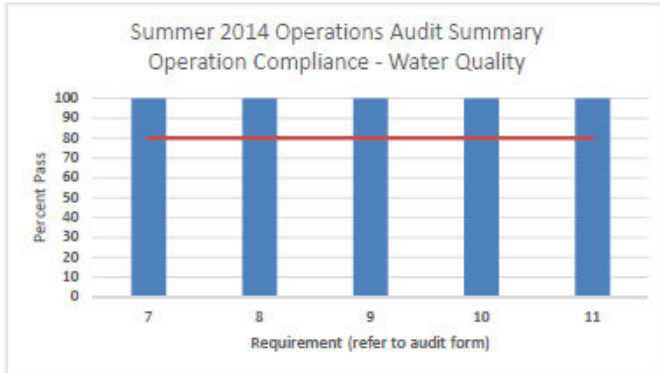 Summer 2014 Operations Audit Summary
Operation Compliance - Water Quality
Percent Pass
100
90
80
70
60
50
40
30
20
10
0
7 8 9 10 11
Requirement (refer to audit form)